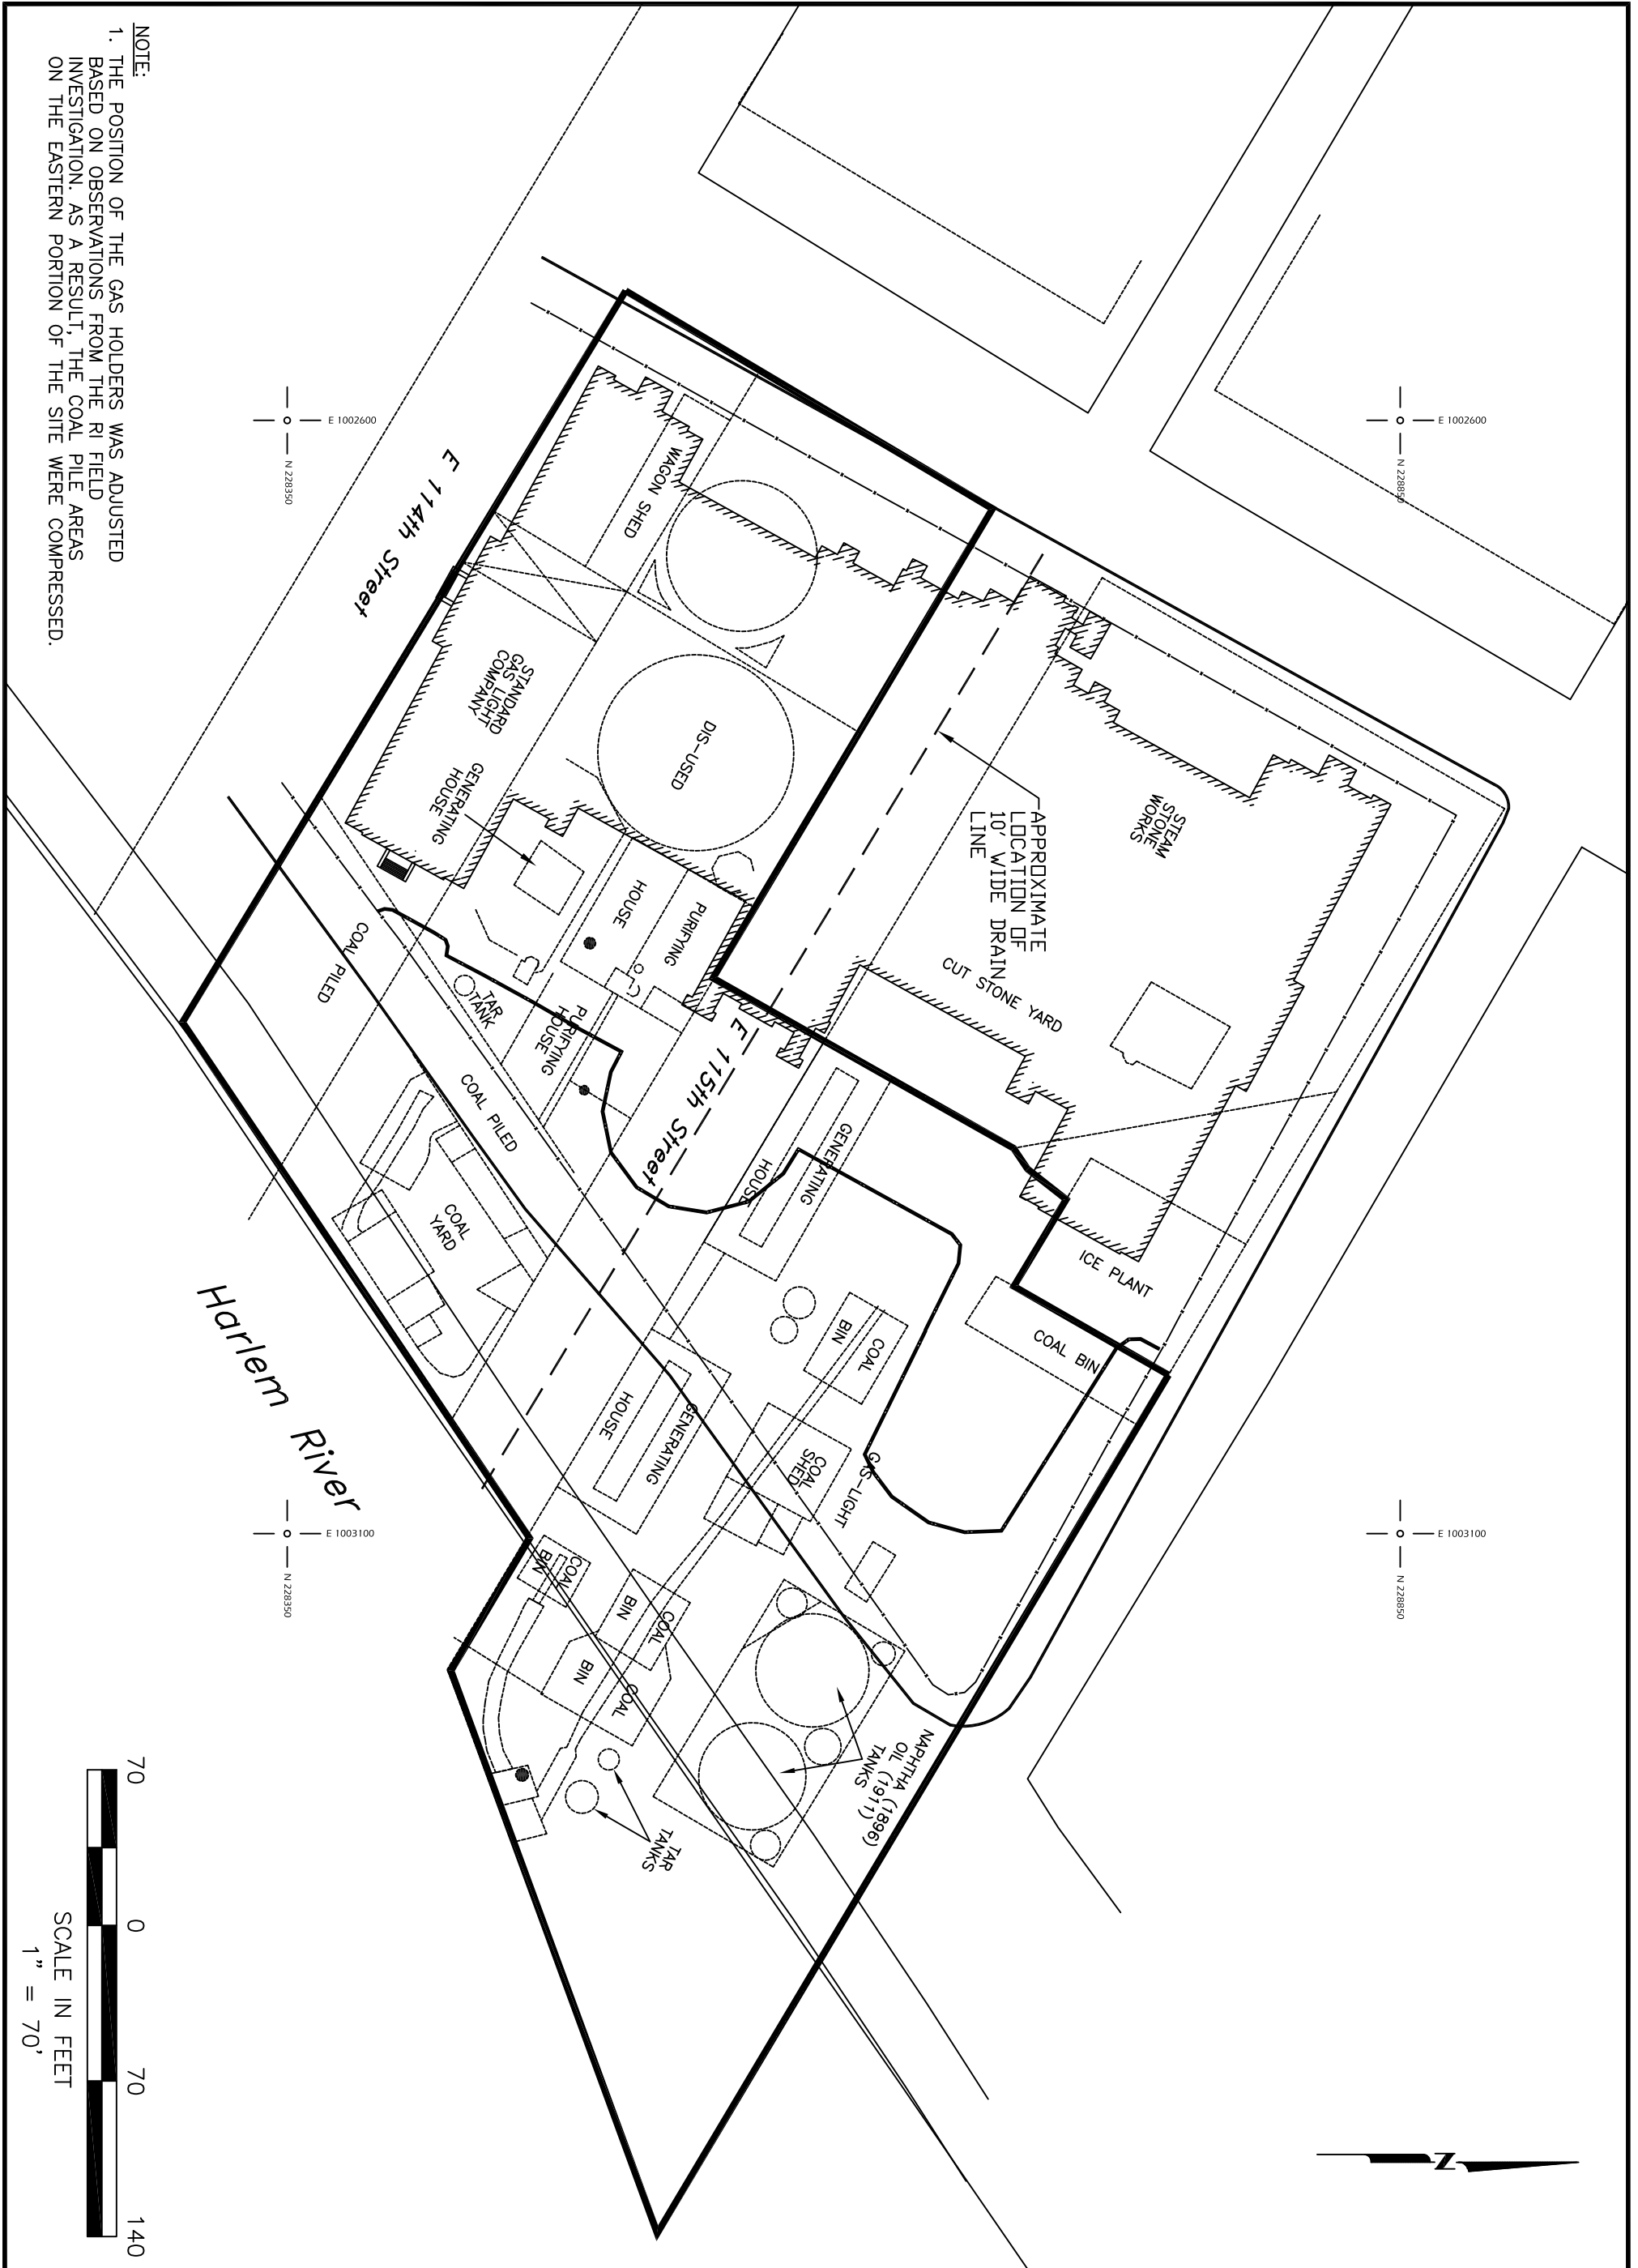 NOTE:
1. THE POSITION OF THE GAS HOLDERS WAS ADJUSTED
BASED ON OBSERVATIONS FROM THE RI FIELD
INVESTIGATION. AS A RESULT, THE COAL PILE AREAS
ON THE EASTERN PORTION OF THE SITE WERE COMPRESSED.
E 1002600
N 228850
E 1002600
N 228350
E 1003100
N 228850
E 1003100
N 228350
STEAM
STONE
WORKS
APPROXIMATE
LOCATION OF
10' WIDE DRAIN
LINE
CUT STONE YARD
ICE PLANT
COAL BIN
WAGON SHED
DIS-USED
E 114th Street
STANDARD
GAS LIGHT
COMPANY
GENERATING
HOUSE
PURIFYING
HOUSE
PURIFYING
HOUSE
TAR
TANK
E 115th Street
COAL PILED
COAL PILED
COAL
YARD
GENERATING
HOUSE
COAL
BIN
COAL
SHED
GAS-LIGHT
GENERATING
HOUSE
COAL
BIN
COAL
BIN
COAL
BIN
NAPHTHA (1896)
OIL (1911)
TANKS
TAR
TANKS
Harlem River
Z
70 0 70 140
SCALE IN FEET
1" = 70'